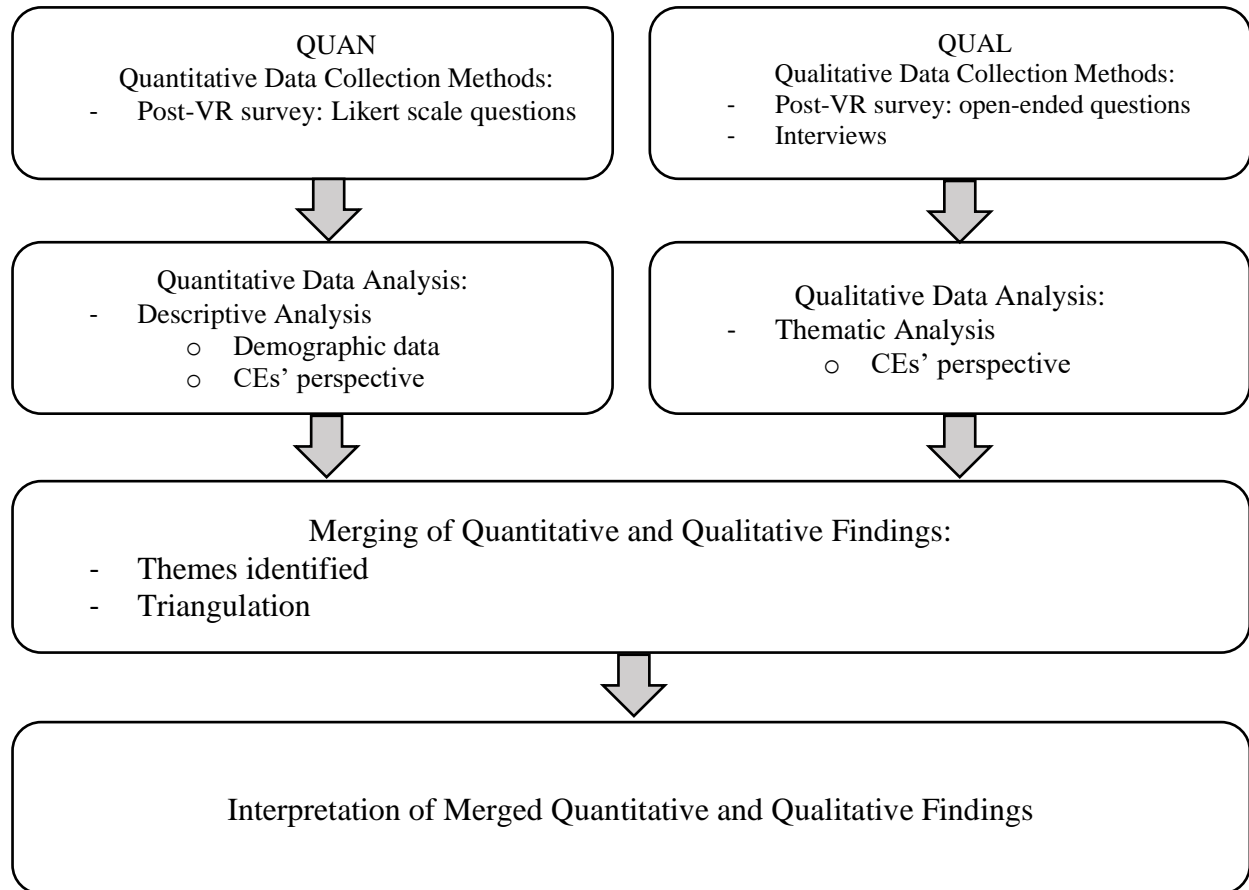 QUAN
Quantitative Data Collection Methods:
- Post-VR survey: Likert scale questions
QUAL
Qualitative Data Collection Methods:
- Post-VR survey: open-ended questions
- Interviews
Quantitative Data Analysis:
- Descriptive Analysis
o Demographic data
o CEs’ perspective
Qualitative Data Analysis:
- Thematic Analysis
o CEs’ perspective
Merging of Quantitative and Qualitative Findings:
- Themes identified
- Triangulation
Interpretation of Merged Quantitative and Qualitative Findings